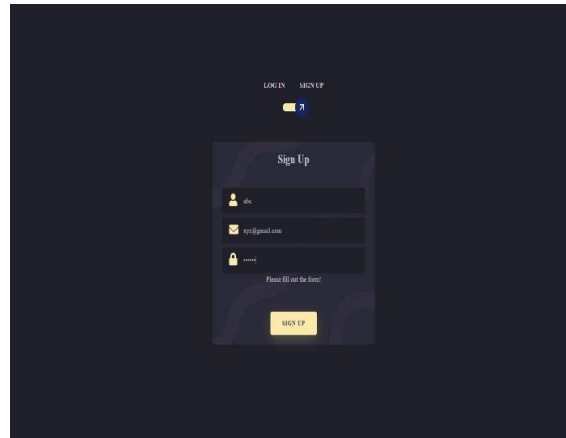 LOG IN SIGN UP
Sign Up
abc
xyz@gmail.com
••••••
Please fill out the form!
SIGN UP